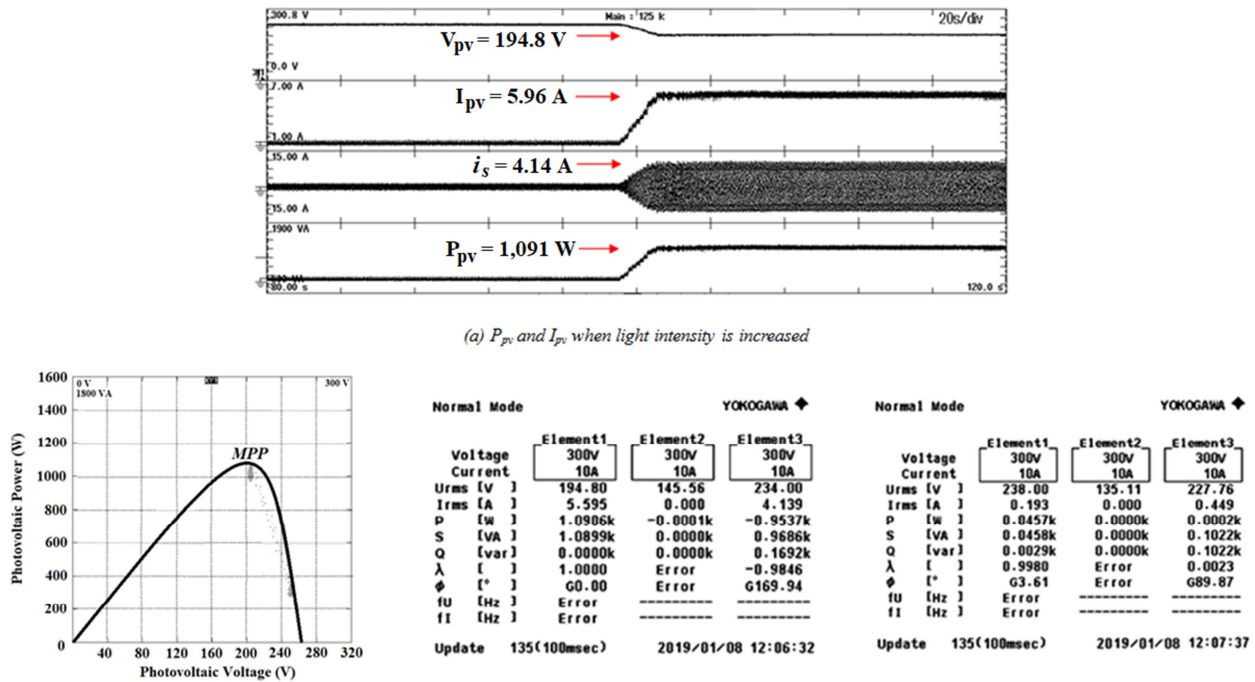 300.8 V
Main : 125 k
20s/div
Vpv = 194.8 V
0.0 V
7.00 A
Ipv = 5.96 A
1.00 A
15.00 A
is = 4.14 A
15.00 A
1900 VA
Ppv = 1,091 W
80.00 s
120.0 s
(a) Ppv and Ipv when light intensity is increased
Photovoltaic Power (W)
1600
1400
1200
1000
800
600
400
200
0
0 V
1800 VA
300 V
MPP
40 80 120 160 200 240 280 320
Photovoltaic Voltage (V)
Normal Mode YOKOGAWA
Element1 Element2 Element3
Voltage 300V 300V 300V
Current 10A 10A 10A
Urms [V ] 194.80 145.56 234.00
Irms [A ] 5.595 0.000 4.139
P [W ] 1.0906k -0.0001k -0.9537k
S [VA ] 1.0899k 0.0000k 0.9686k
Q [var] 0.0000k 0.0000k 0.1692k
λ [ ] 1.0000 Error -0.9846
Φ [° ] G0.00 Error G169.94
fU [Hz ] Error -------- --------
fI [Hz ] Error -------- --------
Update 135(100msec) 2019/01/08 12:06:32
Normal Mode YOKOGAWA
Element1 Element2 Element3
Voltage 300V 300V 300V
Current 10A 10A 10A
Urms [V ] 238.00 135.11 227.76
Irms [A ] 0.193 0.000 0.449
P [W ] 0.0457k 0.0000k 0.0002k
S [VA ] 0.0458k 0.0000k 0.1022k
Q [var] 0.0029k 0.0000k 0.1022k
λ [ ] 0.9980 Error 0.0023
Φ [° ] G3.61 Error G89.87
fU [Hz ] Error -------- --------
fI [Hz ] Error -------- --------
Update 135(100msec) 2019/01/08 12:07:37